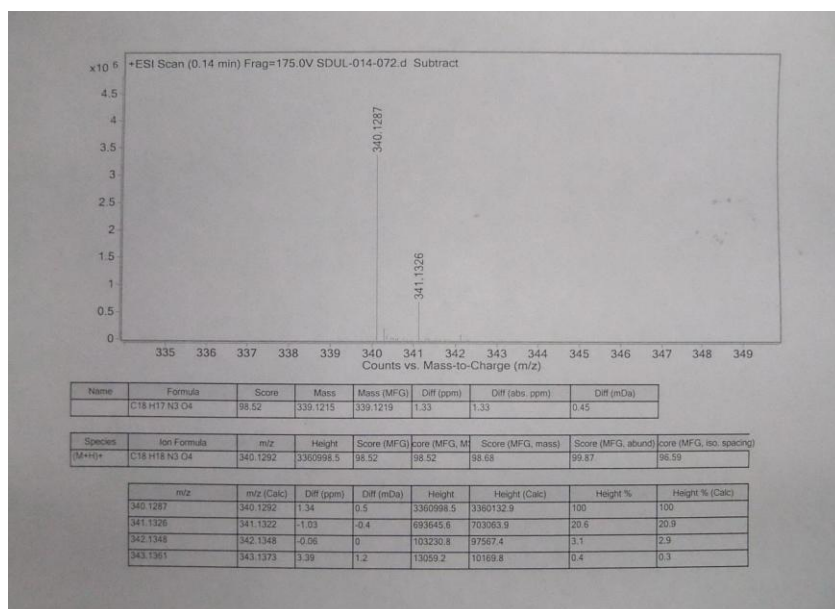 x10 6 +ESI Scan (0.14 min) Frag=175.0V SDUL-014-072.d Subtract
4.5
4
3.5
3
2.5
2
1.5
1
0.5
0
340.1287
341.1326
335 336 337 338 339 340 341 342 343 344 345 346 347 348 349
Counts vs. Mass-to-Charge (m/z)
Name Formula Score Mass Mass (MFG) Diff (ppm) Diff (abs. ppm) Diff (mDa)
C18 H17 N3 O4 98.52 339.1215 339.1219 1.33 1.33 0.45
Species Ion Formula m/z Height Score (MFG) core (MFG, M Score (MFG, mass) Score (MFG, abund) core (MFG, iso. spacing)
(M+H)+ C18 H18 N3 O4 340.1292 3360998.5 98.52 98.52 98.68 99.87 96.59
m/z m/z (Calc) Diff (ppm) Diff (mDa) Height Height (Calc) Height % Height % (Calc)
340.1287 340.1292 1.34 0.5 3360998.5 3360132.9 100 100
341.1326 341.1322 -1.03 -0.4 693645.6 703063.9 20.6 20.9
342.1348 342.1348 -0.06 0 103230.8 97567.4 3.1 2.9
343.1361 343.1373 3.39 1.2 13059.2 10169.8 0.4 0.3